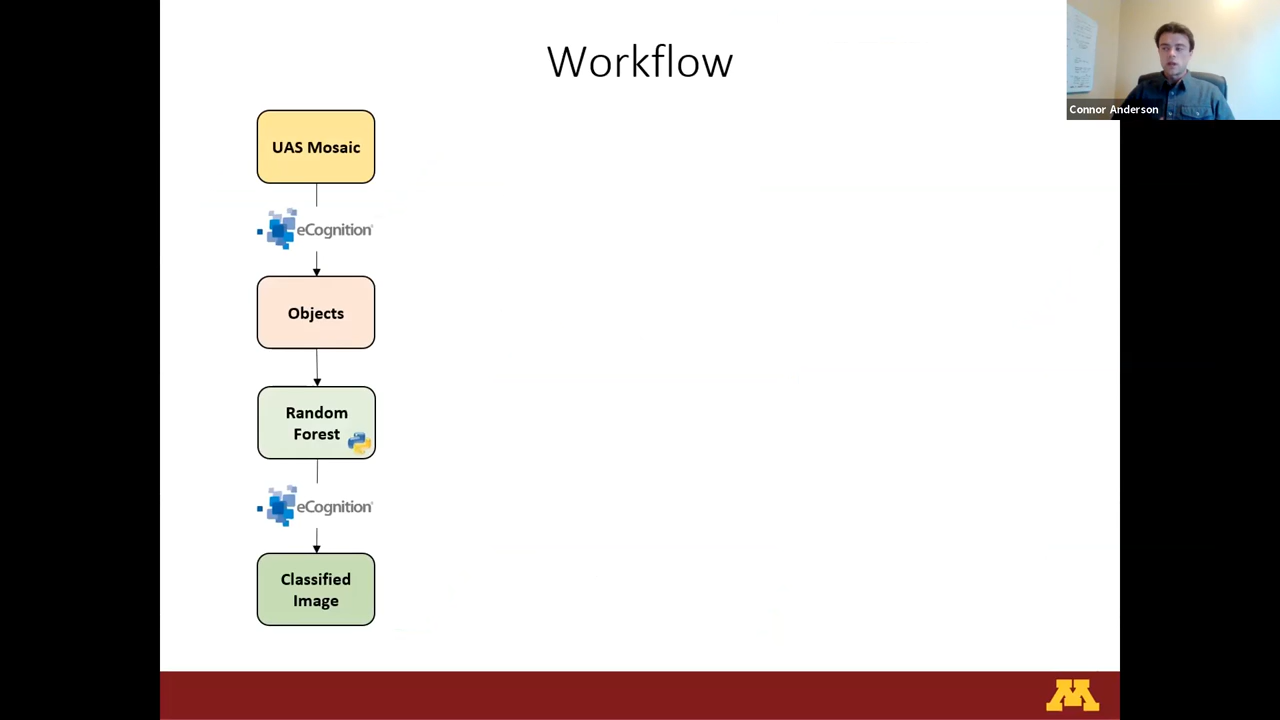 Workflow
Connor Anderson
UAS Mosaic
eCognition
Objects
Random
Forest
eCognition
Classified
Image
M